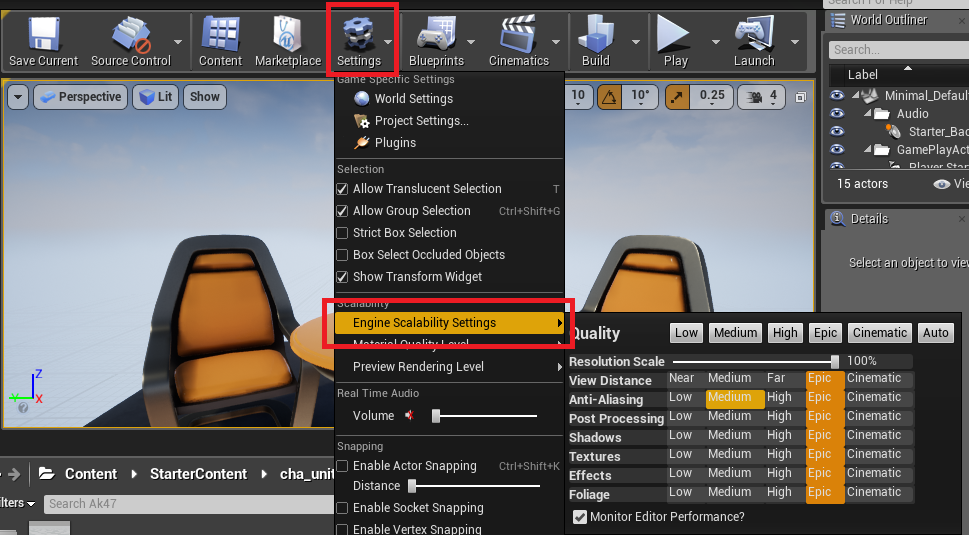 Search For Help
Save Current
Source Control
Content
Marketplace
Settings
Blueprints
Cinematics
Build
Play
Launch
World Outliner
Search...
Label
Minimal_Default
Audio
Starter_Bac
GamePlayAct
Player Start
15 actors
Vie
Details
Select an object to view
Perspective
Lit
Show
10
10°
0.25
4
Game Specific Settings
World Settings
Project Settings...
Plugins
Selection
Allow Translucent Selection T
Allow Group Selection Ctrl+Shift+G
Strict Box Selection
Box Select Occluded Objects
Show Transform Widget
Scalability
Engine Scalability Settings
Material Quality Level
Preview Rendering Level
Real Time Audio
Volume
Snapping
Enable Actor Snapping Ctrl+Shift+K
Distance
Enable Socket Snapping
Enable Vertex Snapping
Quality Low Medium High Epic Cinematic Auto
Resolution Scale 100%
View Distance Near Medium Far Epic Cinematic
Anti-Aliasing Low Medium High Epic Cinematic
Post Processing Low Medium High Epic Cinematic
Shadows Low Medium High Epic Cinematic
Textures Low Medium High Epic Cinematic
Effects Low Medium High Epic Cinematic
Foliage Low Medium High Epic Cinematic
Monitor Editor Performance?
Z
Y
X
Content StarterContent cha_unit
ilters
Search Ak47